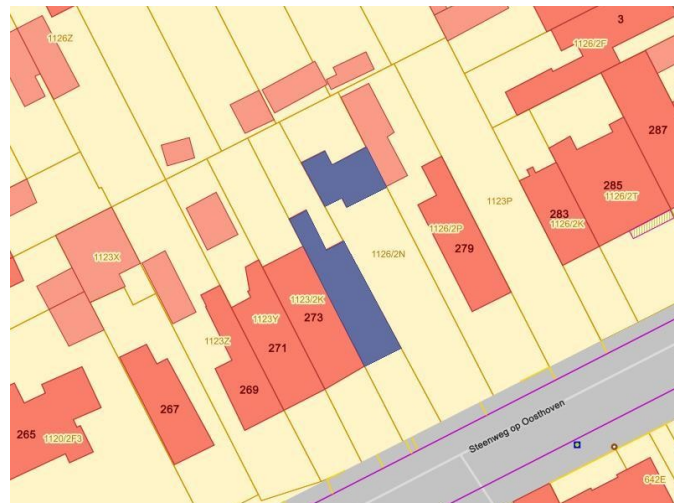 3
1126Z
1126/2F
287
285
1126/2T
1123P
283
1126/2K
1126/2P
279
1126/2N
1123X
1123/2K
273
1123Y
1123Z
271
269
267
265
1120/2F3
Steenweg op Oosthoven
642E